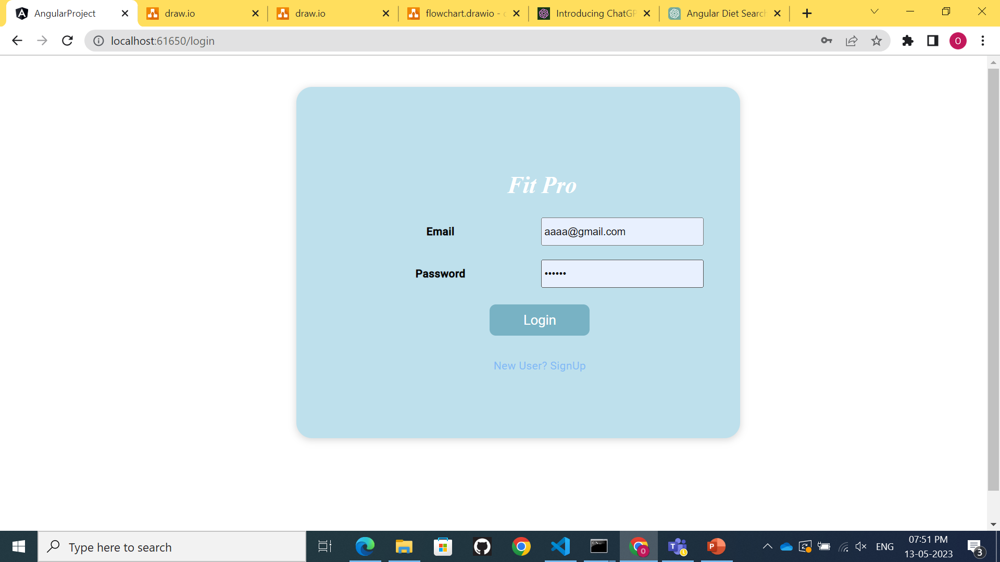 AngularProject draw.io draw.io flowchart.drawio - Introducing ChatGP Angular Diet Search
localhost:61650/login O
Fit Pro
Email aaaa@gmail.com
Password ••••••
Login
New User? SignUp
Type here to search
ENG
07:51 PM
13-05-2023
3